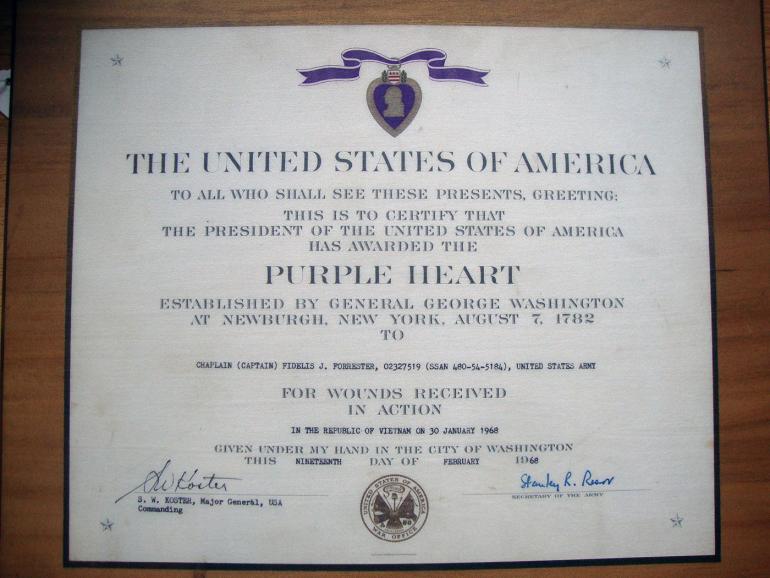 THE UNITED STATES OF AMERICA
TO ALL WHO SHALL SEE THESE PRESENTS, GREETING:
THIS IS TO CERTIFY THAT
THE PRESIDENT OF THE UNITED STATES OF AMERICA
HAS AWARDED THE
PURPLE HEART
ESTABLISHED BY GENERAL GEORGE WASHINGTON
AT NEWBURGH, NEW YORK, AUGUST 7, 1782
TO
CHAPLAIN (CAPTAIN) FIDELIS J. FORRESTER, 02327519 (SSAN 480-54-5184), UNITED STATES ARMY
FOR WOUNDS RECEIVED
IN ACTION
IN THE REPUBLIC OF VIETNAM ON 30 JANUARY 1968
GIVEN UNDER MY HAND IN THE CITY OF WASHINGTON
THIS NINETEENTH DAY OF FEBRUARY 1968
SW Koster
S. W. KOSTER, Major General, USA
Commanding
UNITED STATES OF AMERICA
WAR OFFICE
Stanley R. Resor
SECRETARY OF THE ARMY